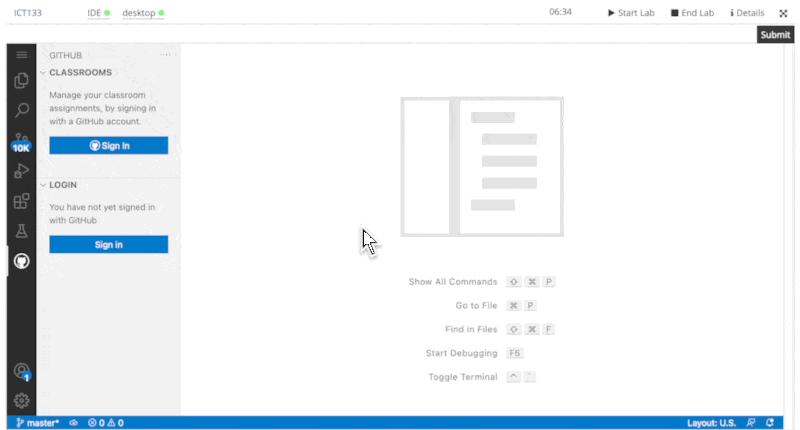 ICT133 IDE desktop 06:34 Start Lab End Lab Details
Submit
GITHUB
CLASSROOMS
Manage your classroom
assignments, by signing in
with a GitHub account.
Sign in
LOGIN
You have not yet signed in
with GitHub
Sign in
10K
1
Show All Commands ⇧ ⌘ P
Go to File ⌘ P
Find in Files ⇧ ⌘ F
Start Debugging F5
Toggle Terminal ^ `
master* 0 0 Layout: U.S.